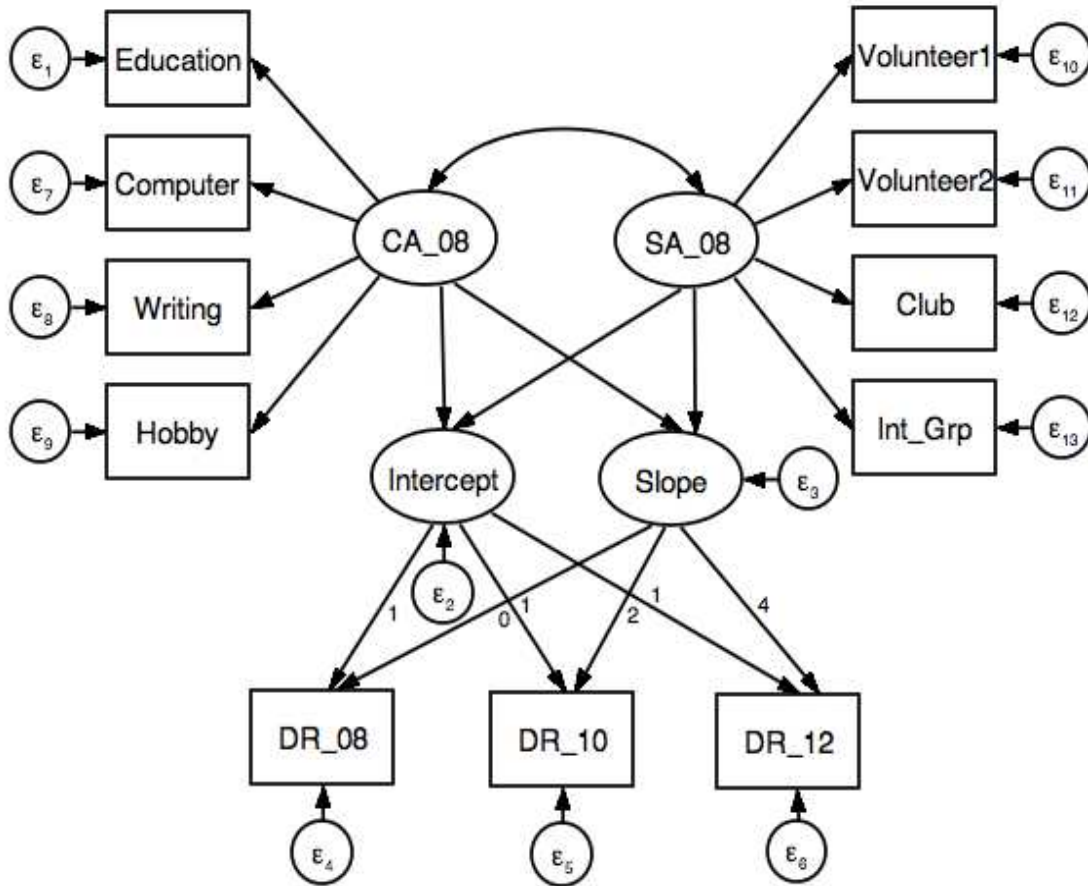 ε1
Education
Volunteer1
ε10
ε7
Computer
Volunteer2
ε11
CA_08
SA_08
ε8
Writing
Club
ε12
ε9
Hobby
Int_Grp
ε13
Intercept
Slope
ε3
ε2
1
0
1
2
1
4
DR_08
DR_10
DR_12
ε4
ε5
ε6